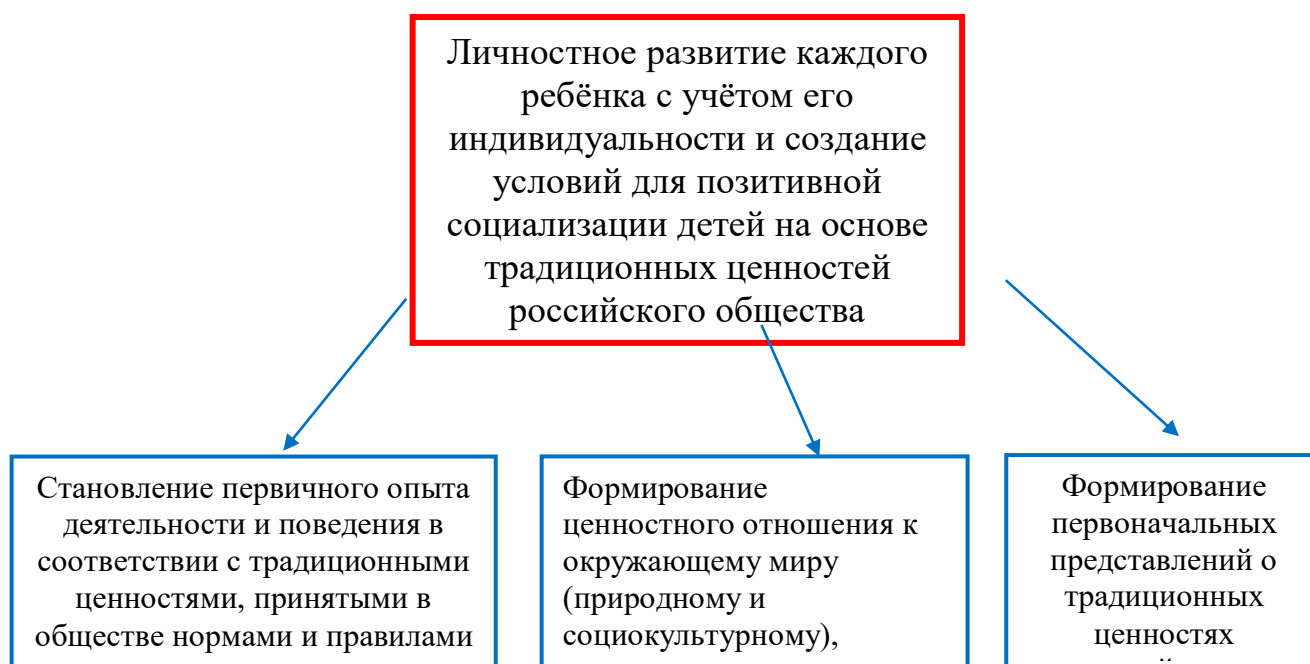 Личностное развитие каждого
ребёнка с учётом его
индивидуальности и создание
условий для позитивной
социализации детей на основе
традиционных ценностей
российского общества
Становление первичного опыта
деятельности и поведения в
соответствии с традиционными
ценностями, принятыми в
обществе нормами и правилами
Формирование
ценностного отношения к
окружающему миру
(природному и
социокультурному),
Формирование
первоначальных
представлений о
традиционных
ценностях